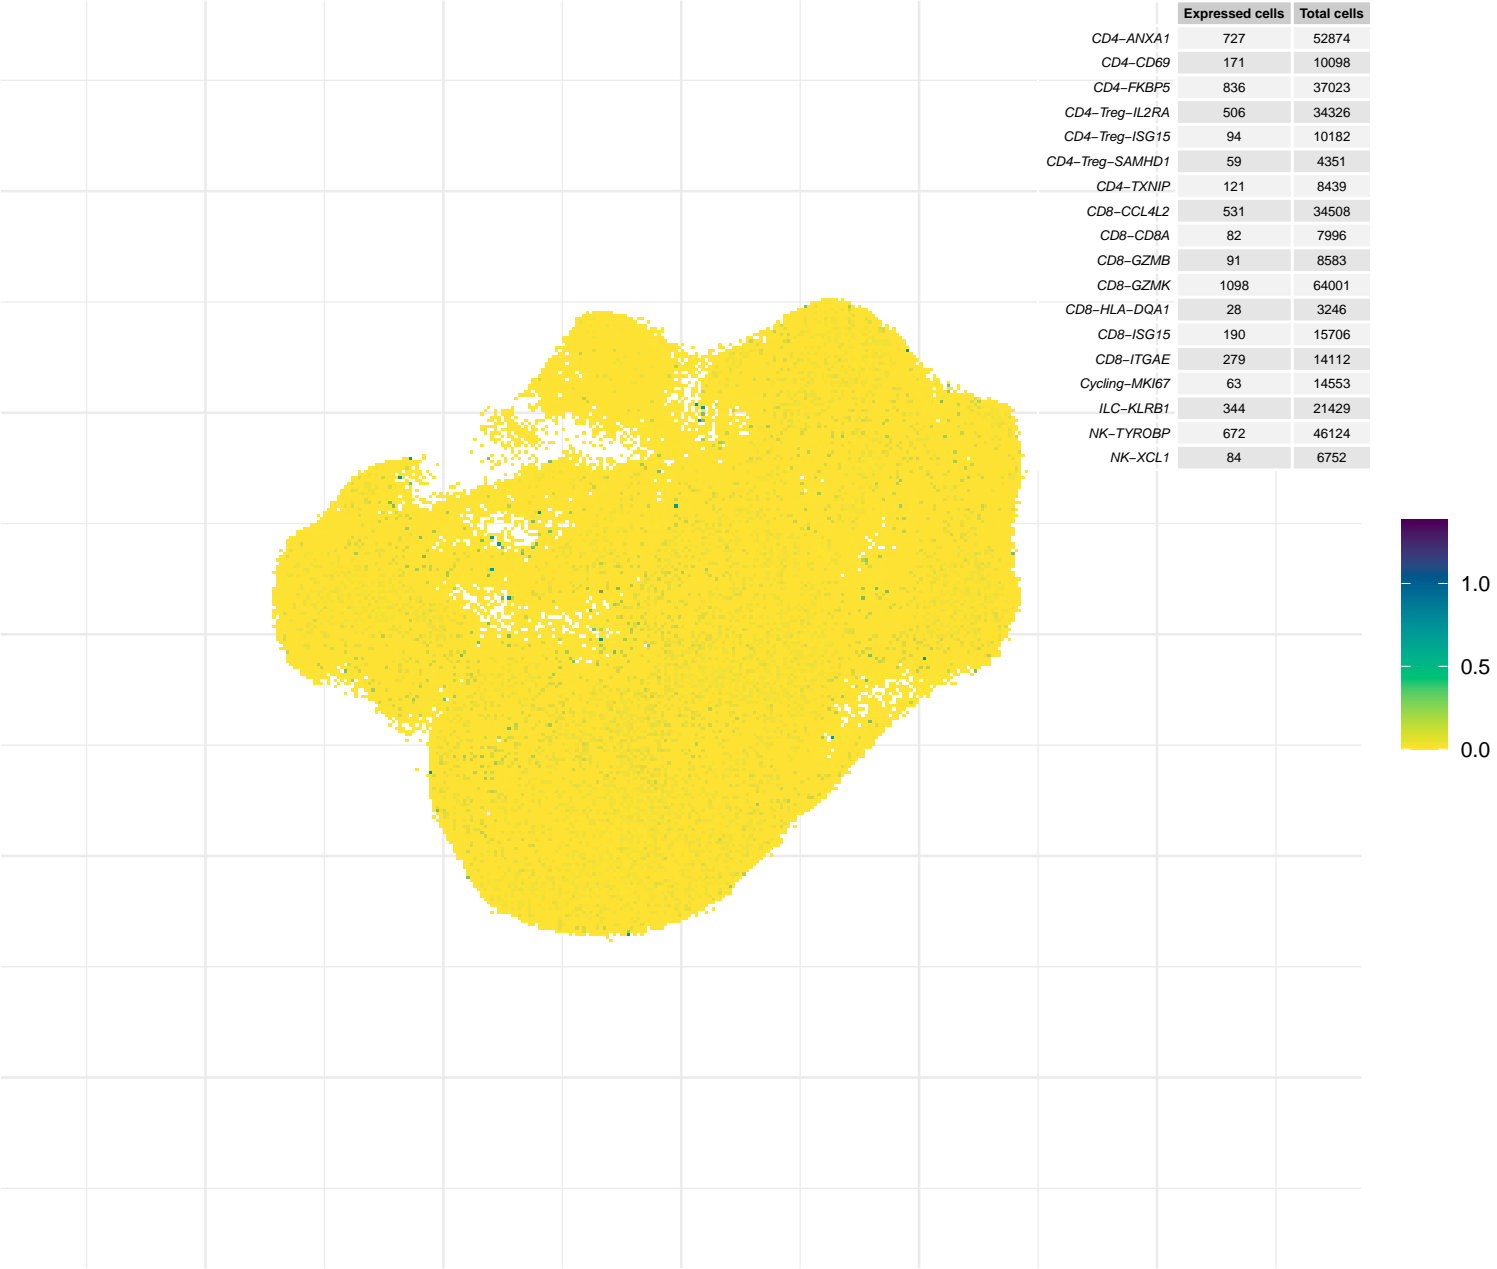 Expressed cells Total cells
CD4−ANXA1 727 52874
CD4−CD69 171 10098
CD4−FKBP5 836 37023
CD4−Treg−IL2RA 506 34326
CD4−Treg−ISG15 94 10182
CD4−Treg−SAMHD1 59 4351
CD4−TXNIP 121 8439
CD8−CCL4L2 531 34508
CD8−CD8A 82 7996
CD8−GZMB 91 8583
CD8−GZMK 1098 64001
CD8−HLA−DQA1 28 3246
CD8−ISG15 190 15706
CD8−ITGAE 279 14112
Cycling−MKI67 63 14553
ILC−KLRB1 344 21429
NK−TYROBP 672 46124
NK−XCL1 84 6752
1.0
0.5
0.0